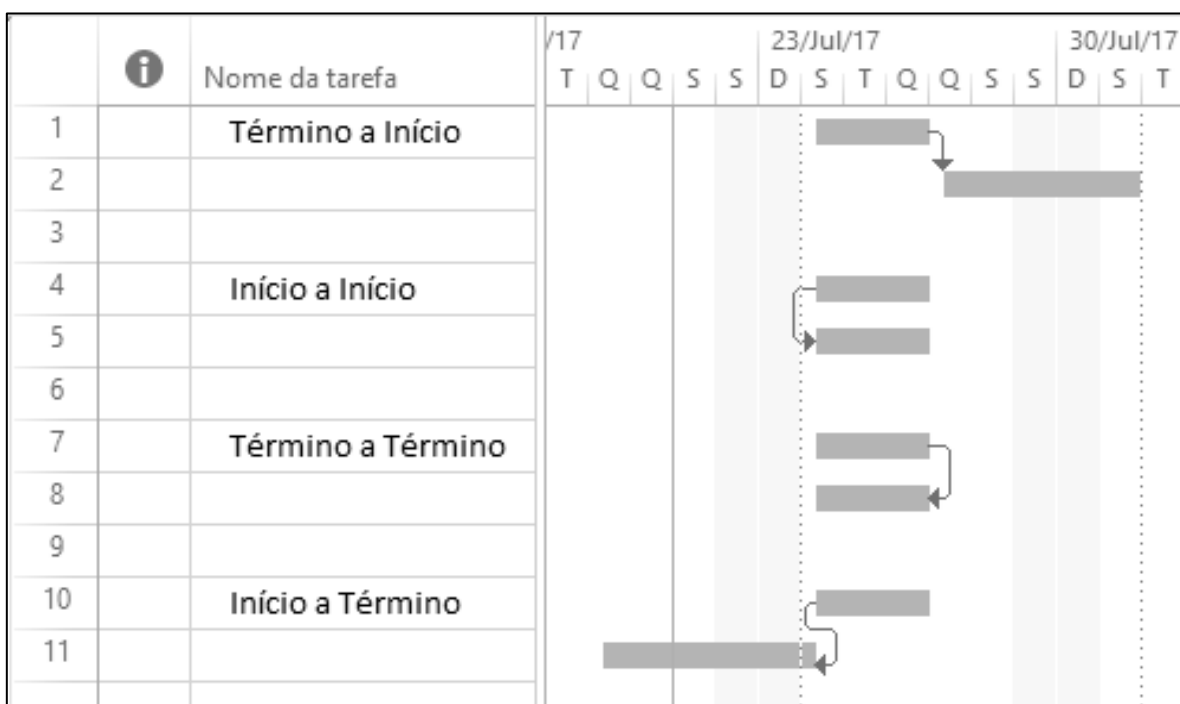 /17 23/Jul/17 30/Jul/17
i Nome da tarefa T Q Q S S D S T Q Q S S D S T
1 Término a Início
2
3
4 Início a Início
5
6
7 Término a Término
8
9
10 Início a Término
11